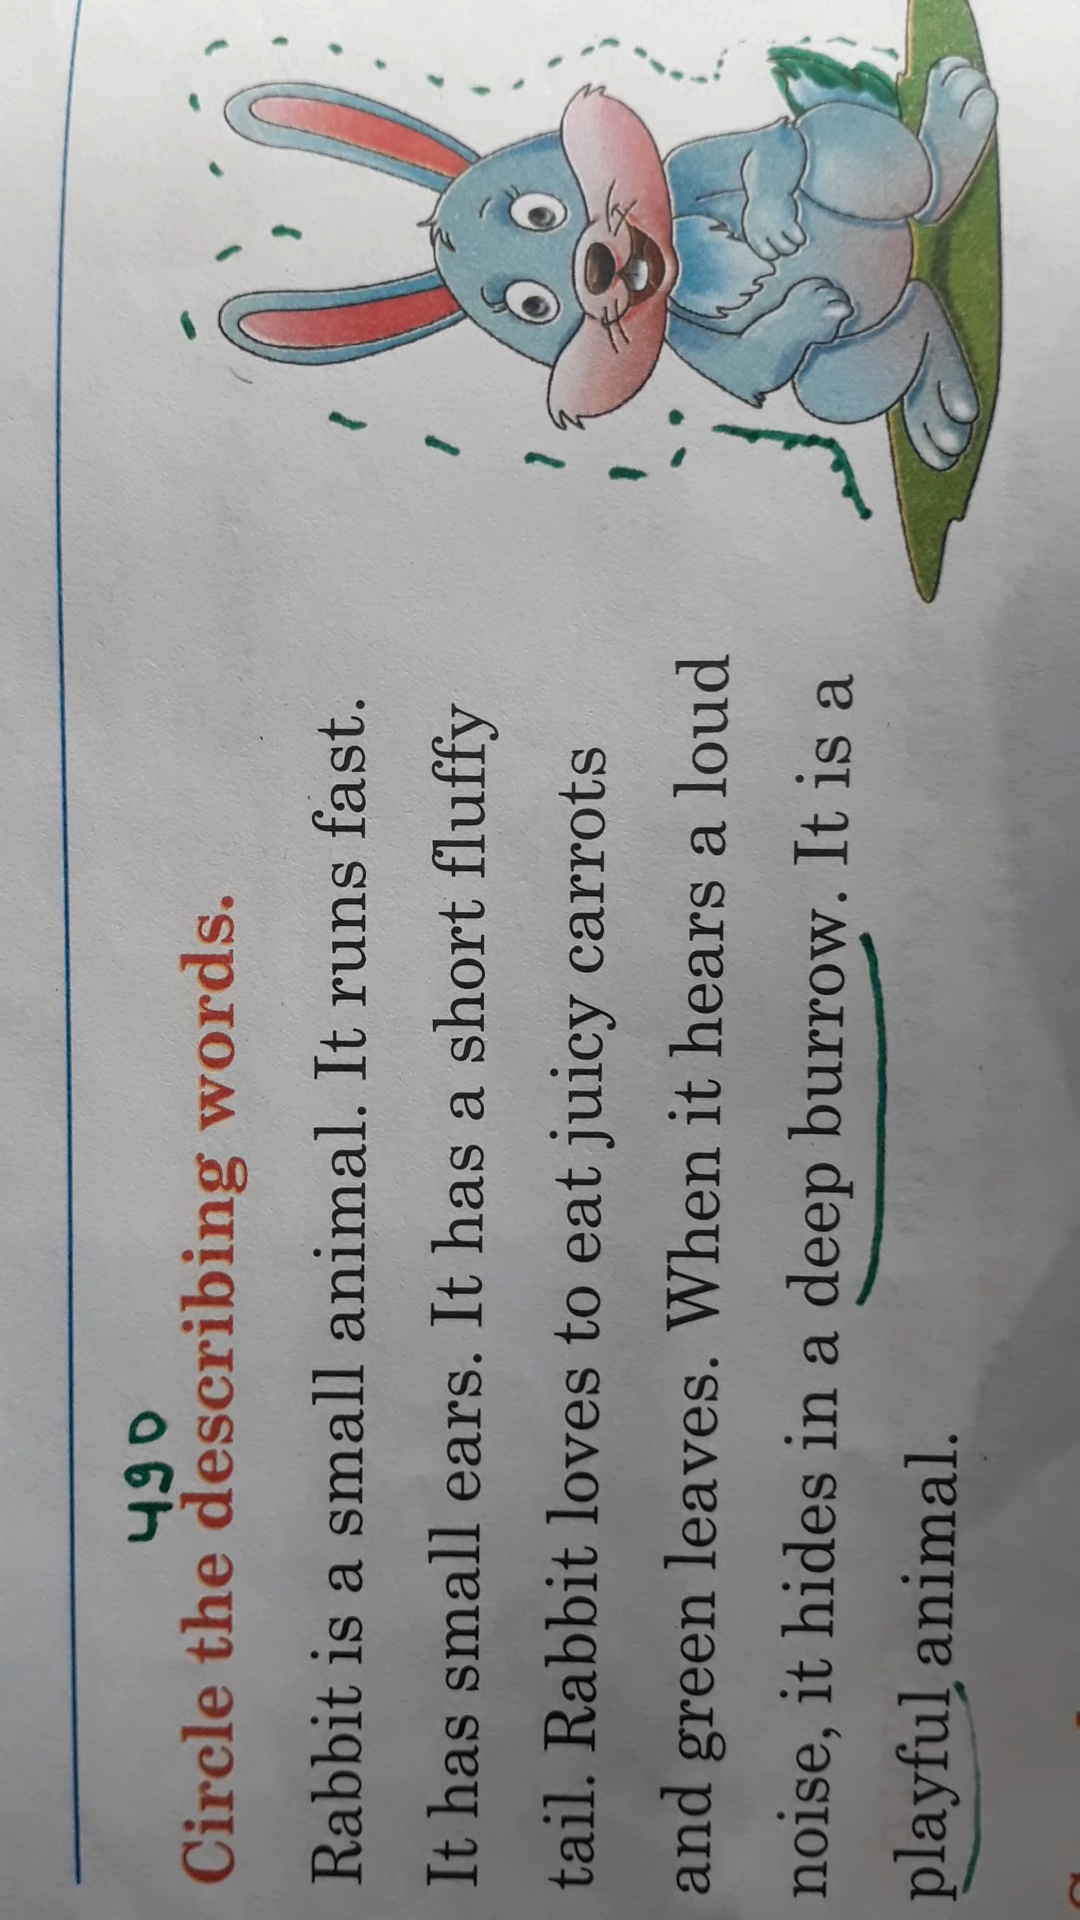 490
Circle the describing words.
Rabbit is a small animal. It runs fast.
It has small ears. It has a short fluffy
tail. Rabbit loves to eat juicy carrots
and green leaves. When it hears a loud
noise, it hides in a deep burrow. It is a
playful animal.